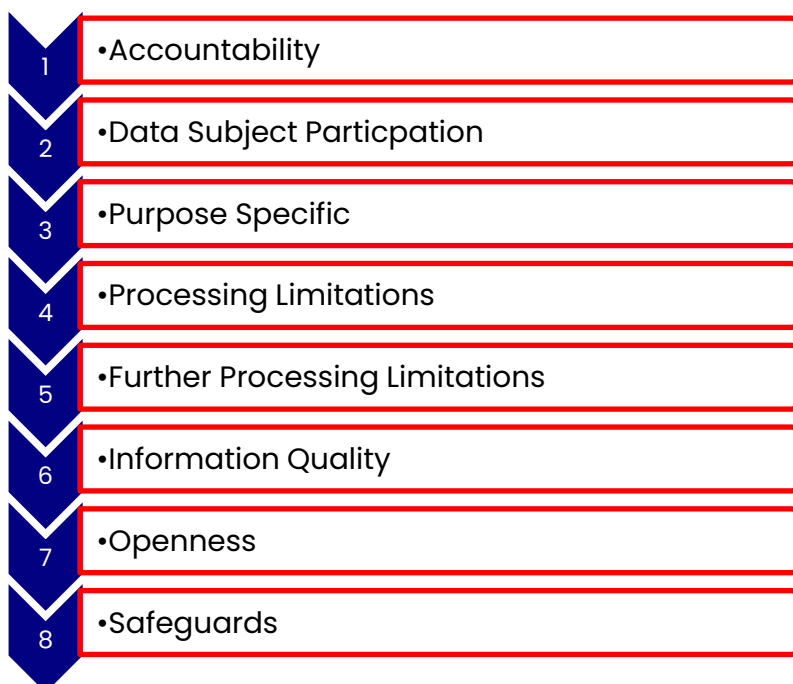 1 •Accountability
2 •Data Subject Particpation
3 •Purpose Specific
4 •Processing Limitations
5 •Further Processing Limitations
6 •Information Quality
7 •Openness
8 •Safeguards